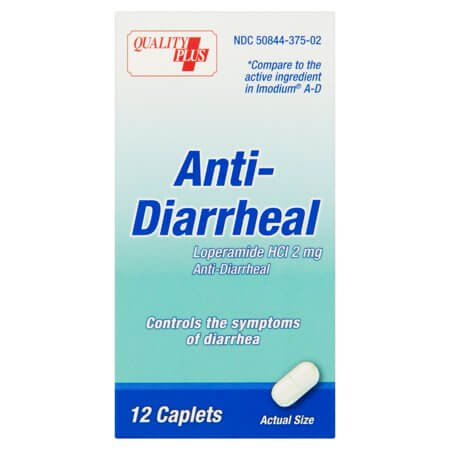 QUALITY
PLUS
NDC 50844-375-02
*Compare to the
active ingredient
in Imodium® A-D
Anti-
Diarrheal
Loperamide HCl 2 mg
Anti-Diarrheal
Controls the symptoms
of diarrhea
12 Caplets
Actual Size